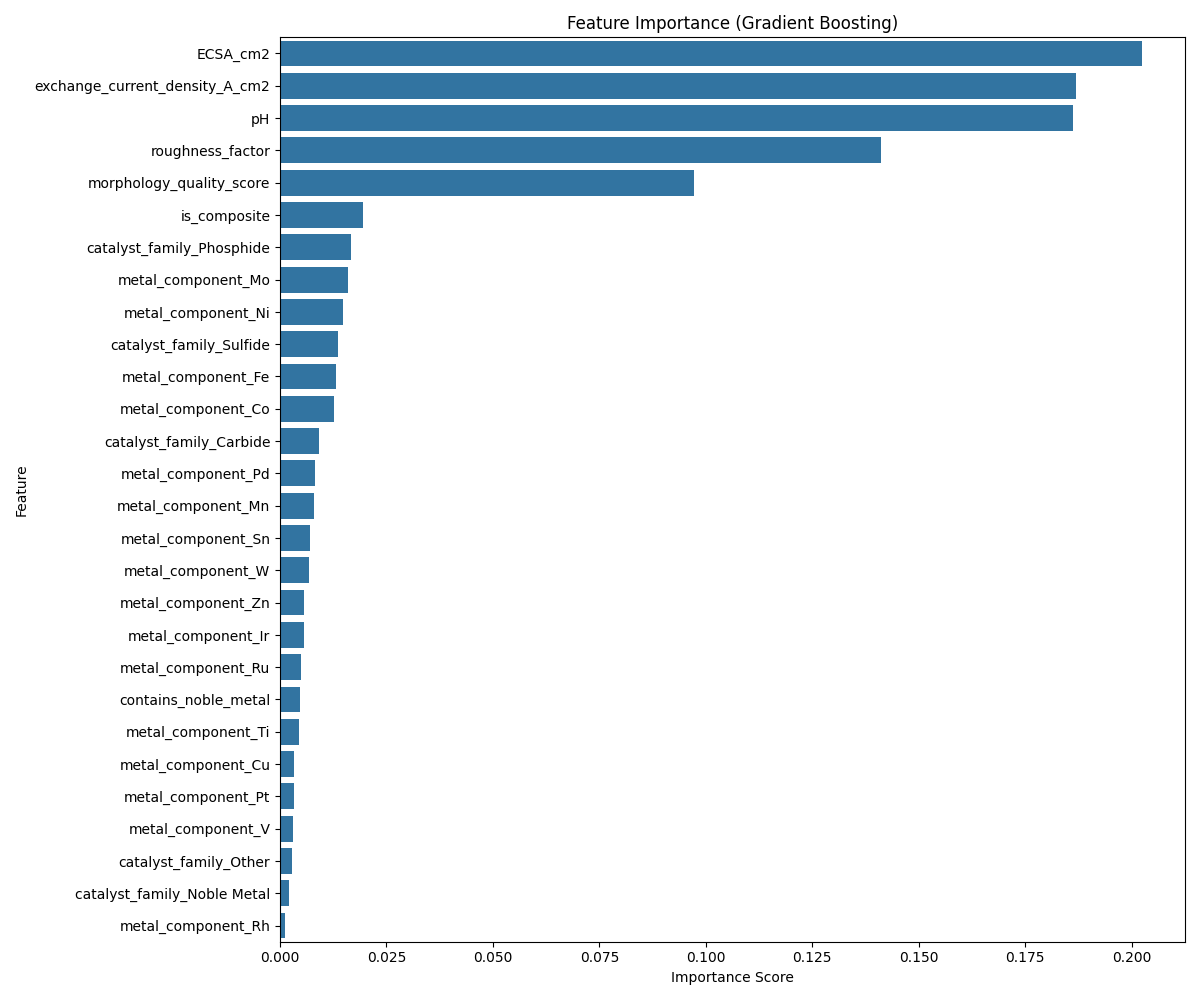 Feature Importance (Gradient Boosting)
ECSA_cm2
exchange_current_density_A_cm2
pH
roughness_factor
morphology_quality_score
is_composite
catalyst_family_Phosphide
metal_component_Mo
metal_component_Ni
catalyst_family_Sulfide
metal_component_Fe
metal_component_Co
catalyst_family_Carbide
metal_component_Pd
metal_component_Mn
metal_component_Sn
metal_component_W
metal_component_Zn
metal_component_Ir
metal_component_Ru
contains_noble_metal
metal_component_Ti
metal_component_Cu
metal_component_Pt
metal_component_V
catalyst_family_Other
catalyst_family_Noble Metal
metal_component_Rh
Feature
0.000 0.025 0.050 0.075 0.100 0.125 0.150 0.175 0.200
Importance Score